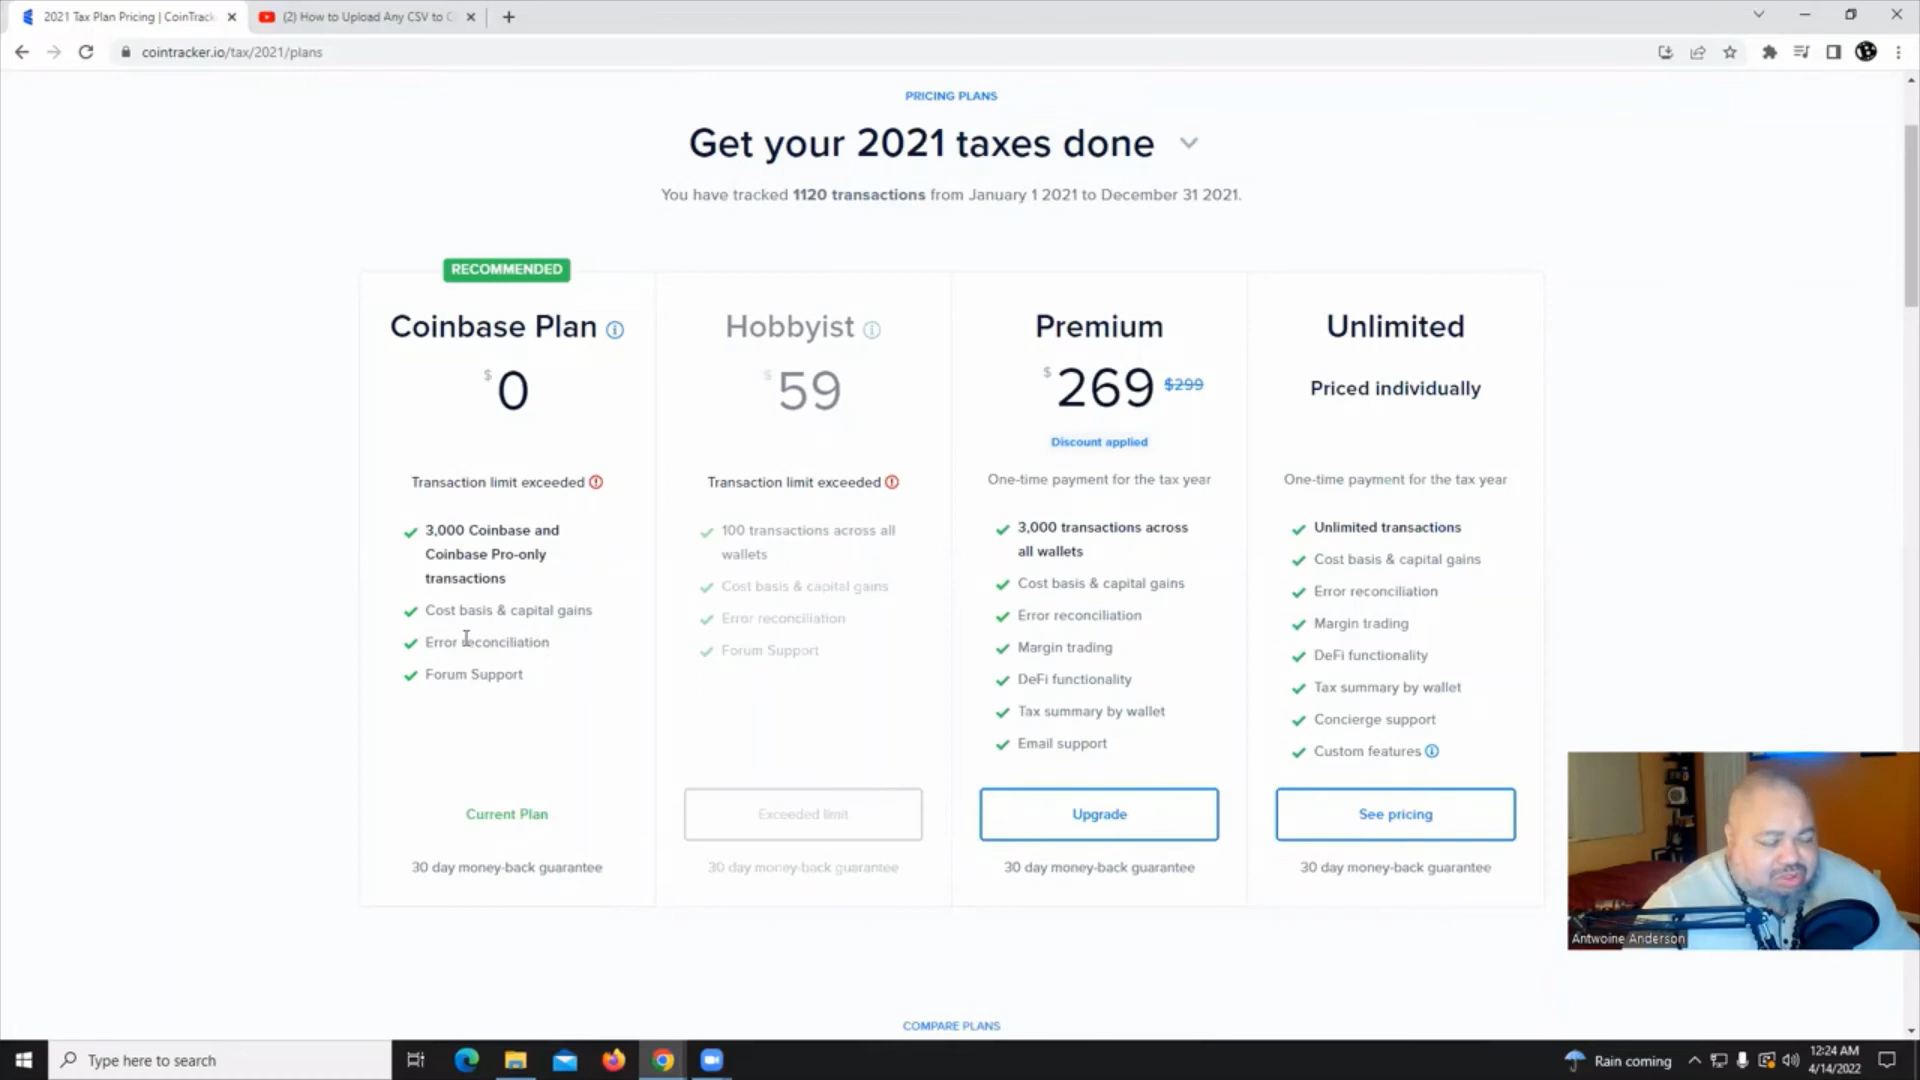 2021 Tax Plan Pricing | CoinTrack
(2) How to Upload Any CSV to C
cointracker.io/tax/2021/plans
PRICING PLANS
Get your 2021 taxes done
You have tracked 1120 transactions from January 1 2021 to December 31 2021.
RECOMMENDED
Coinbase Plan
$0
Transaction limit exceeded
3,000 Coinbase and
Coinbase Pro-only
transactions
Cost basis & capital gains
Error reconciliation
Forum Support
Current Plan
30 day money-back guarantee
Hobbyist
$59
Transaction limit exceeded
100 transactions across all
wallets
Cost basis & capital gains
Error reconciliation
Forum Support
Exceeded limit
30 day money-back guarantee
Premium
$269 $299
Discount applied
One-time payment for the tax year
3,000 transactions across
all wallets
Cost basis & capital gains
Error reconciliation
Margin trading
DeFi functionality
Tax summary by wallet
Email support
Upgrade
30 day money-back guarantee
Unlimited
Priced individually
One-time payment for the tax year
Unlimited transactions
Cost basis & capital gains
Error reconciliation
Margin trading
DeFi functionality
Tax summary by wallet
Concierge support
Custom features
See pricing
30 day money-back guarantee
Antwoine Anderson
COMPARE PLANS
Type here to search
Rain coming
12:24 AM
4/14/2022